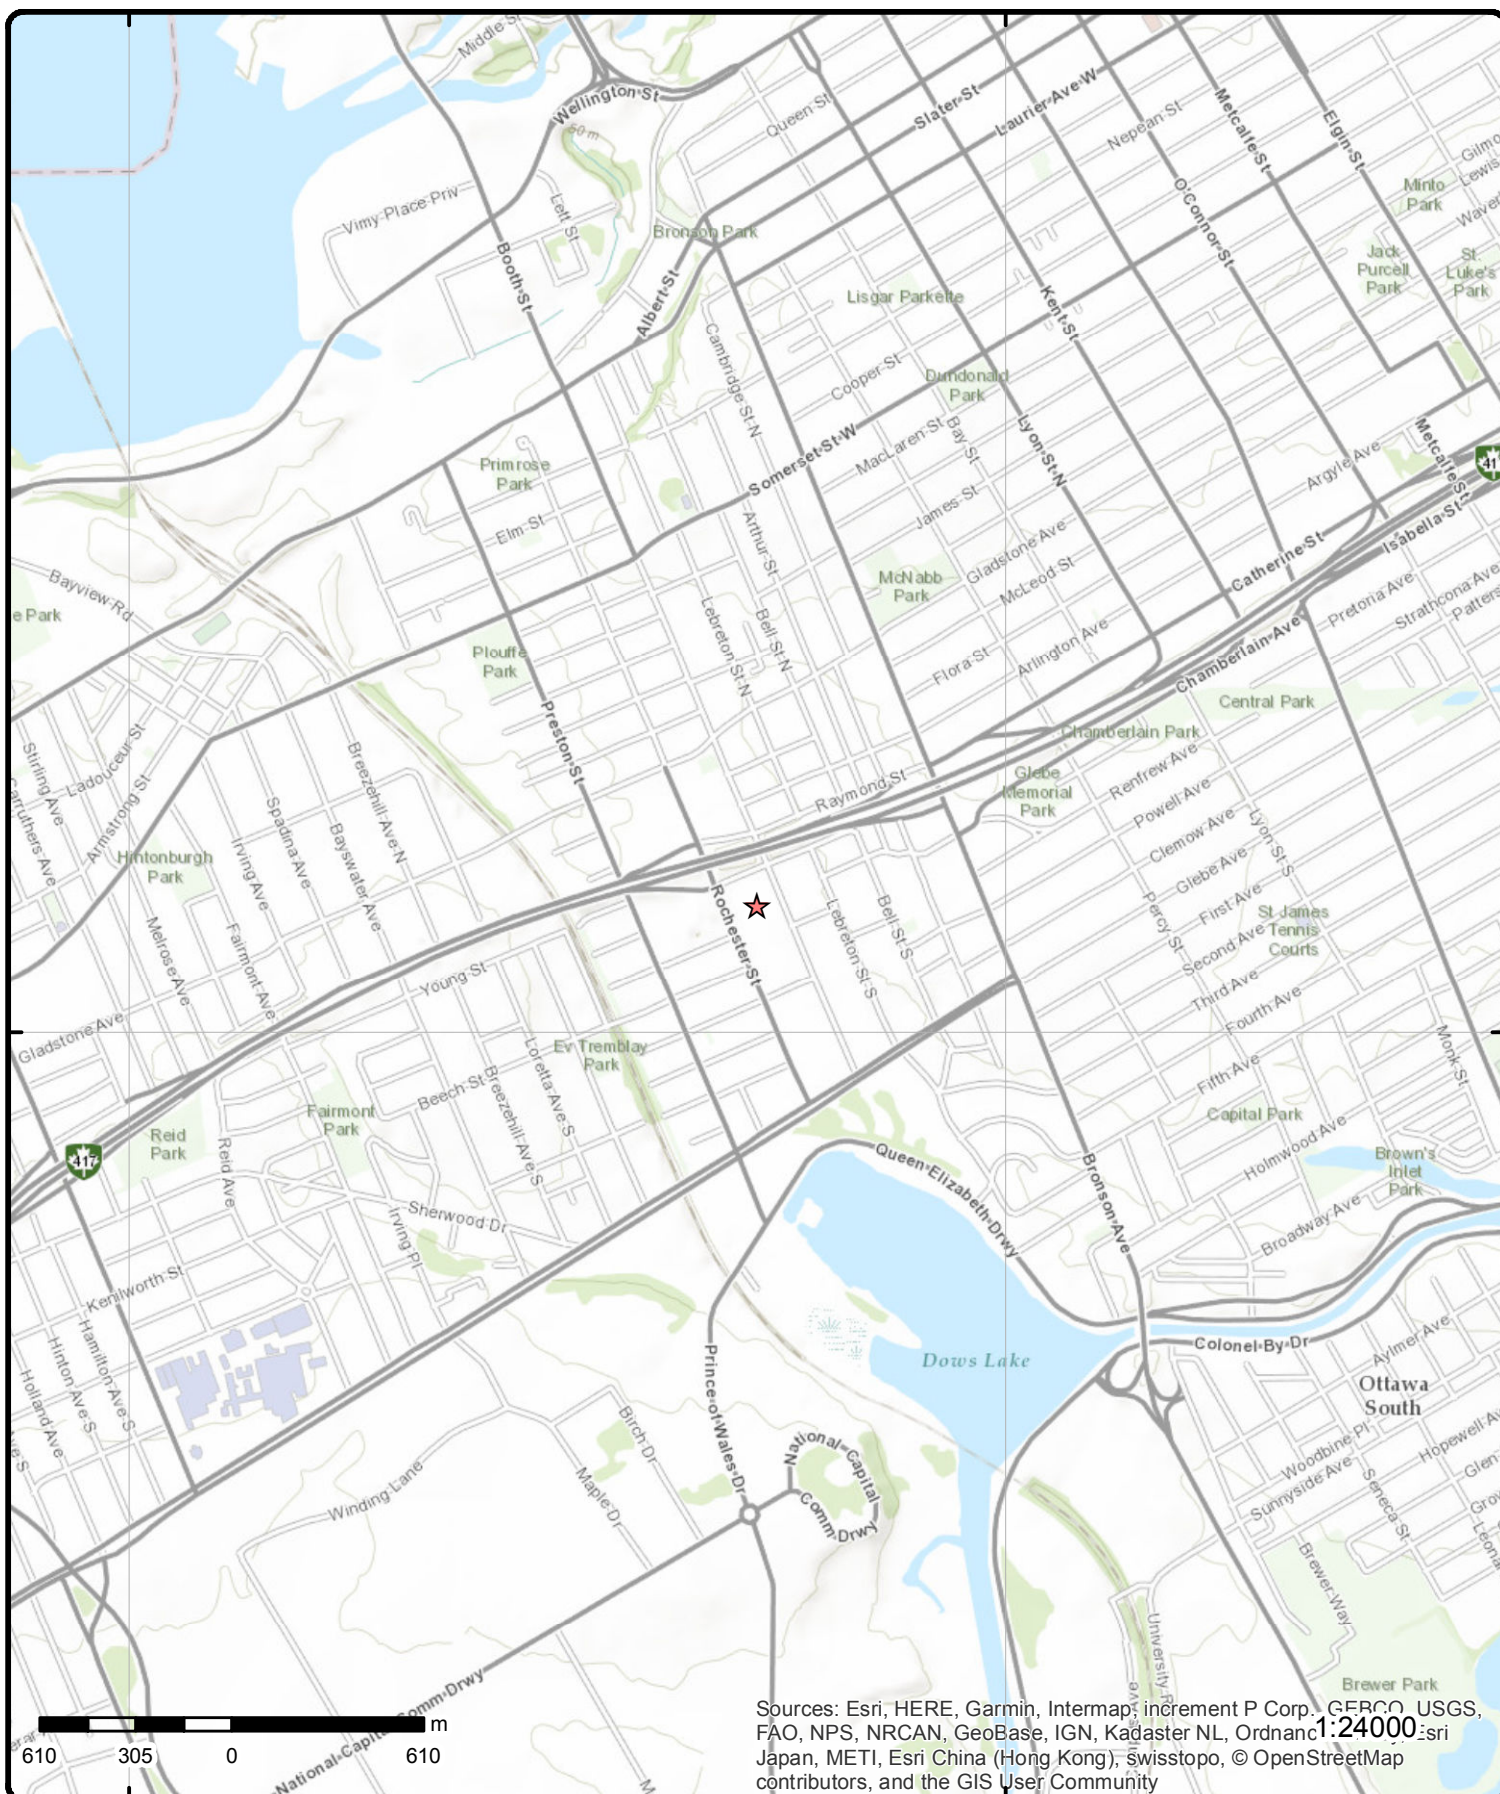 Middle St
Wellington St
50 m
Queen St
Slater St
Laurier Ave W
Nepean St
Metcalfe St
Elgin St
Minto
Park
Vimy Place Priv
Lett St
Bronson Park
O'Connor St
Jack
Purcell
Park
St.
Luke's
Park
Booth St
Albert St
Lisgar Parkette
Kent St
Cambridge St N
Cooper St
Dundonald
Park
Lyon St N
MacLaren St
Bay St
Somerset St W
Metcalfe St
Argyle Ave
417
Primrose
Park
Elm St
Arthur St
James St
Gladstone Ave
McLeod St
McNabb
Park
Catherine St
Isabella St
Pretoria Ave
Strathcona Ave
Bayview Rd
e Park
Plouffe
Park
Lebreton St N
Bell St N
Flora St
Arlington Ave
Chamberlain Ave
Central Park
Chamberlain Park
Preston St
Stirling Ave
Ladouceur St
Armstrong St
Breezehill Ave N
Spadina Ave
Bayswater Ave
Irving Ave
Hintonburgh
Park
Raymond St
Glebe
Memorial
Park
Renfrew Ave
Powell Ave
Clemow Ave
Glebe Ave
Lyon St S
First Ave
Second Ave
Third Ave
Fourth Ave
Percy St
St James
Tennis
Courts
Melrose Ave
Fairmont Ave
Rochester St
Lebreton St S
Bell St S
Young St
Gladstone Ave
Ev Tremblay
Park
Loretta Ave S
Beech St
Breezehill Ave S
Fairmont
Park
Reid
Park
417
Reid Ave
Monk St
Fifth Ave
Capital Park
Holmwood Ave
Brown's
Inlet
Park
Broadway Ave
Queen Elizabeth Drwy
Bronson Ave
Sherwood Dr
Irving Pl
Kenilworth St
Hamilton Ave S
Hinton Ave S
Holland Ave
Dows Lake
Colonel By Dr
Aylmer Ave
Ottawa
South
Prince of Wales Dr
National Capital
Comm Drwy
Birch Dr
Maple Dr
Winding Lane
Woodbine Pl
Sunnyside Ave
Hopewell Av
Seneca St
Brewer Way
University R
Brewer Park
National Capital Comm Drwy
610 305 0 610 m
Sources: Esri, HERE, Garmin, Intermap, increment P Corp., GEBCO, USGS,
FAO, NPS, NRCAN, GeoBase, IGN, Kadaster NL, Ordnanc Esri
1:24000
Japan, METI, Esri China (Hong Kong), swisstopo, © OpenStreetMap
contributors, and the GIS User Community